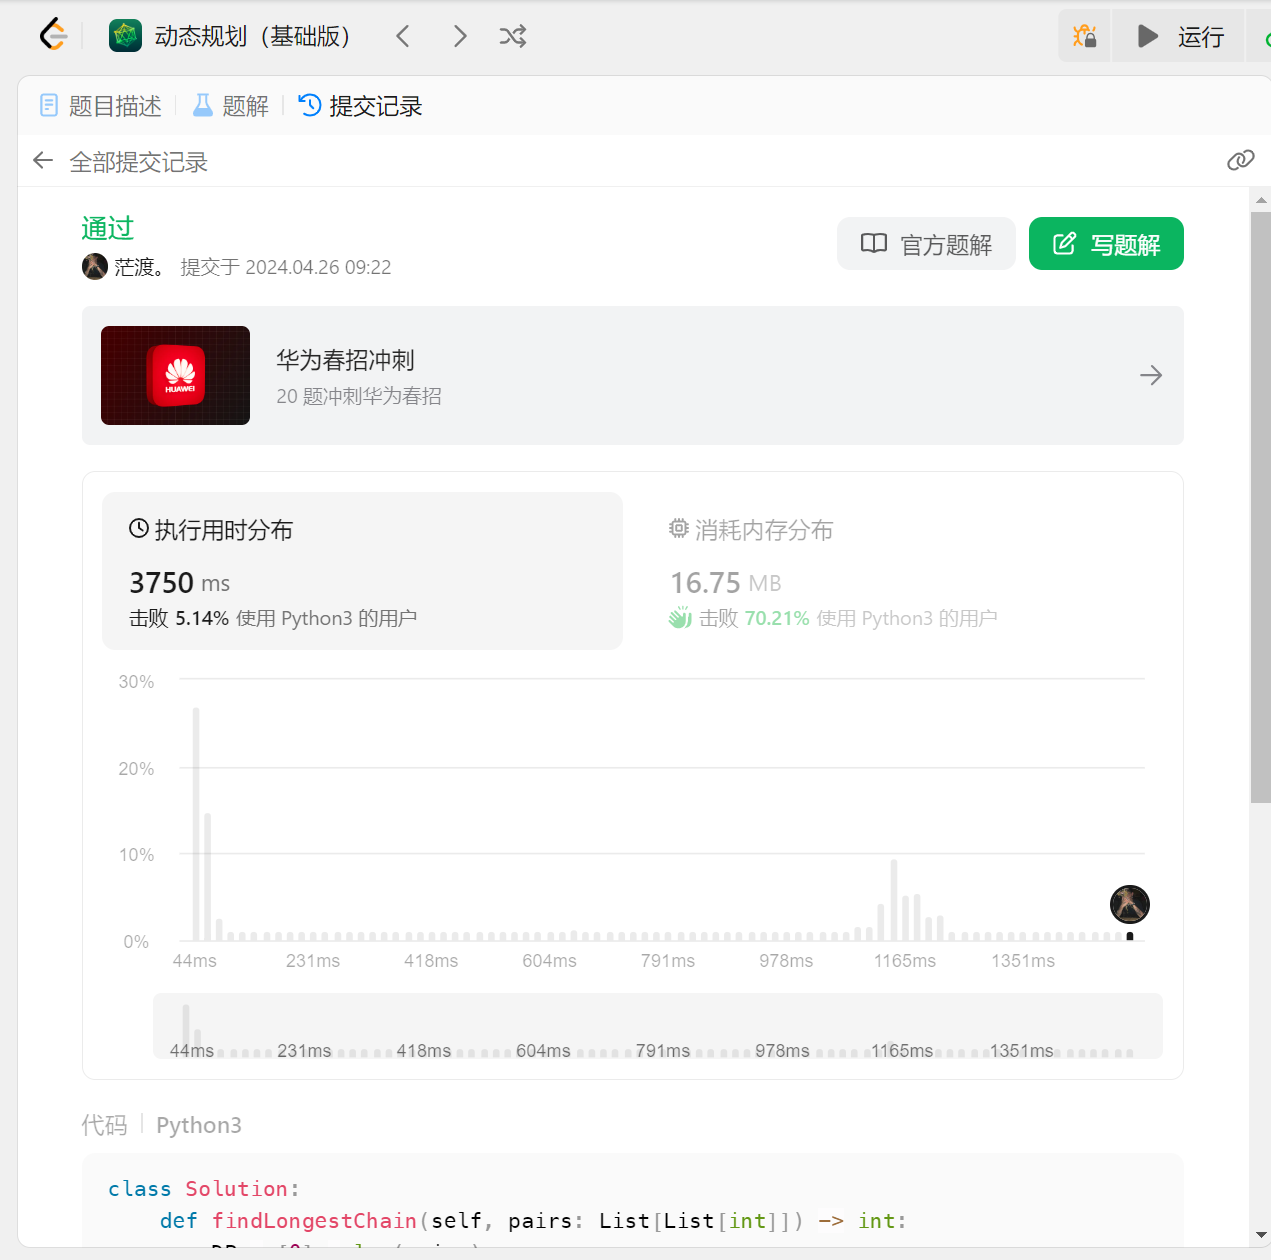 动态规划（基础版）
运行
题目描述
题解
提交记录
全部提交记录
通过
茫渡。 提交于 2024.04.26 09:22
官方题解
写题解
HUAWEI
华为春招冲刺
20 题冲刺华为春招
执行用时分布
3750 ms
击败 5.14% 使用 Python3 的用户
消耗内存分布
16.75 MB
击败 70.21% 使用 Python3 的用户
30%
20%
10%
0%
44ms 231ms 418ms 604ms 791ms 978ms 1165ms 1351ms
44ms 231ms 418ms 604ms 791ms 978ms 1165ms 1351ms
代码 Python3
class Solution:
def findLongestChain(self, pairs: List[List[int]]) -> int: